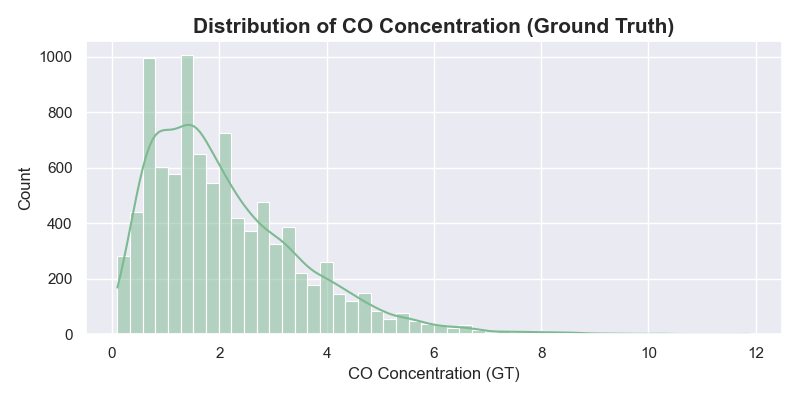 Distribution of CO Concentration (Ground Truth)
1000
800
600
400
200
0
Count
0 2 4 6 8 10 12
CO Concentration (GT)